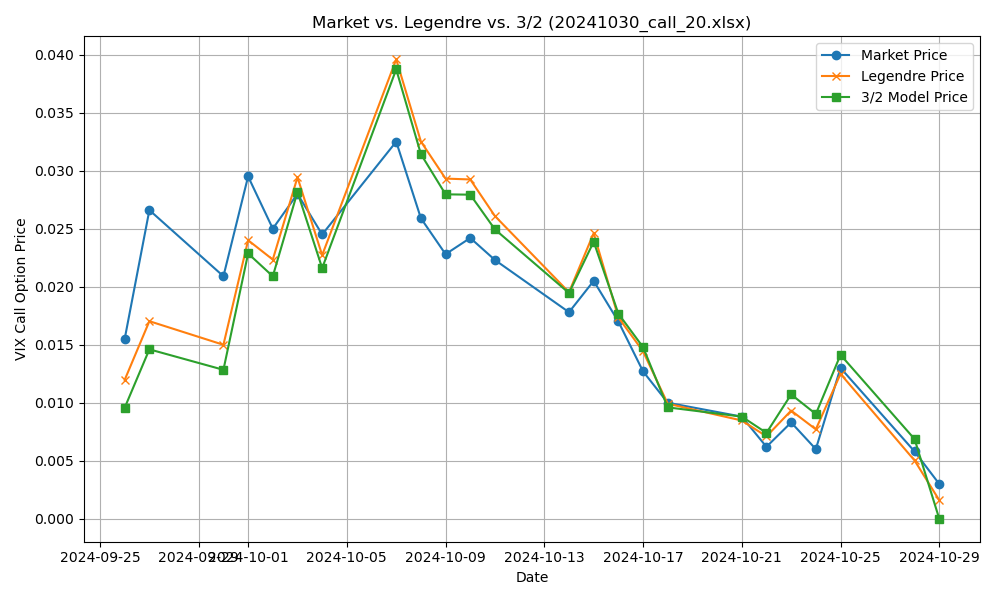 Market vs. Legendre vs. 3/2 (20241030_call_20.xlsx)
Market Price
Legendre Price
3/2 Model Price
VIX Call Option Price
0.040
0.035
0.030
0.025
0.020
0.015
0.010
0.005
0.000
2024-09-25 2024-09-29 2024-10-01 2024-10-05 2024-10-09 2024-10-13 2024-10-17 2024-10-21 2024-10-25 2024-10-29
Date